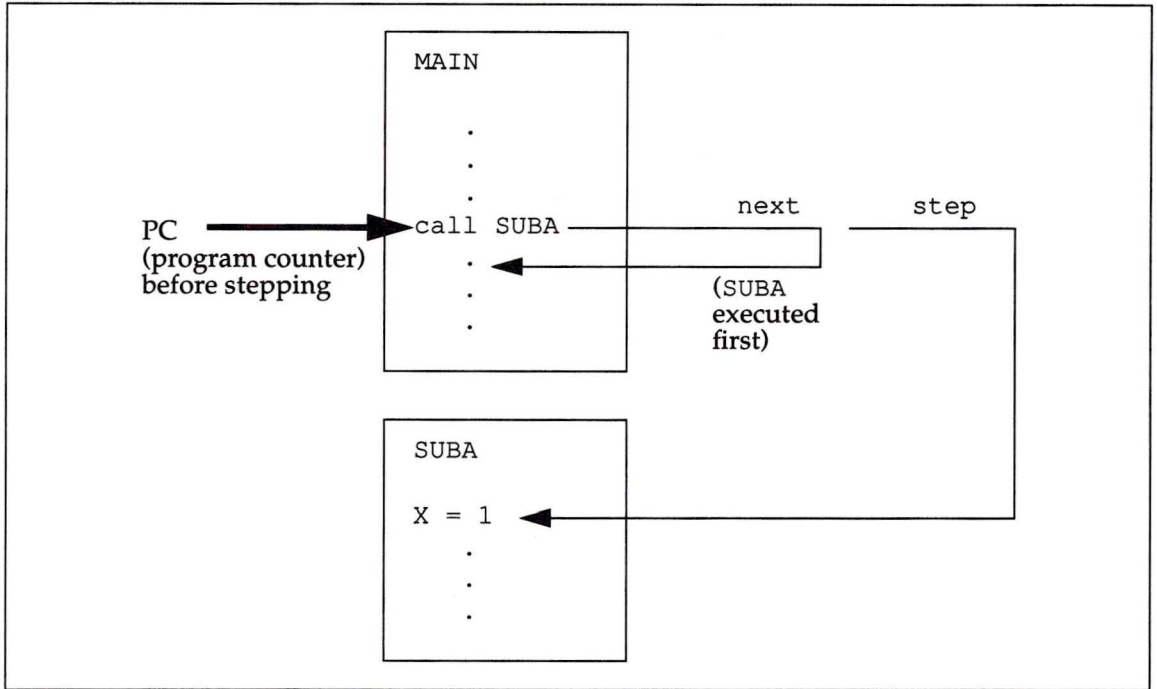 MAIN
.
.
.
next step
PC
call SUBA
(program counter)
before stepping
.
.
.
(SUBA
executed
first)
SUBA
X = 1
.
.
.